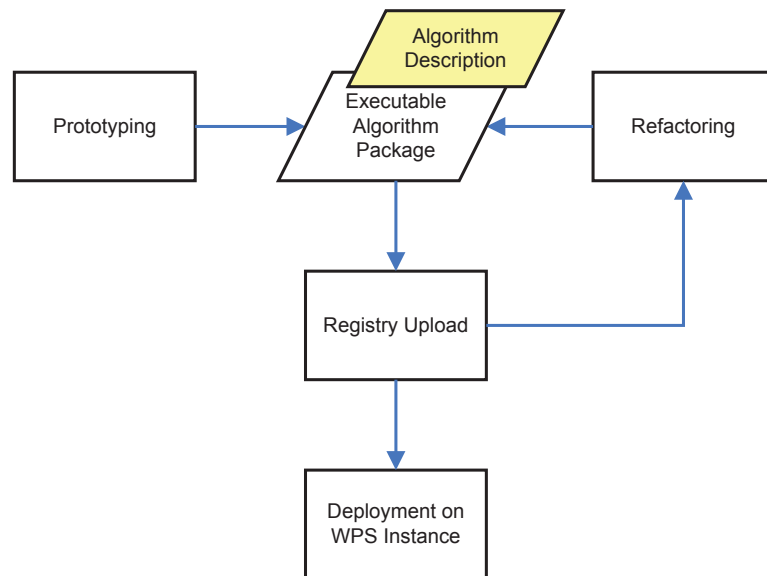 Algorithm
Description
Prototyping
Executable
Algorithm
Package
Refactoring
Registry Upload
Deployment on
WPS Instance